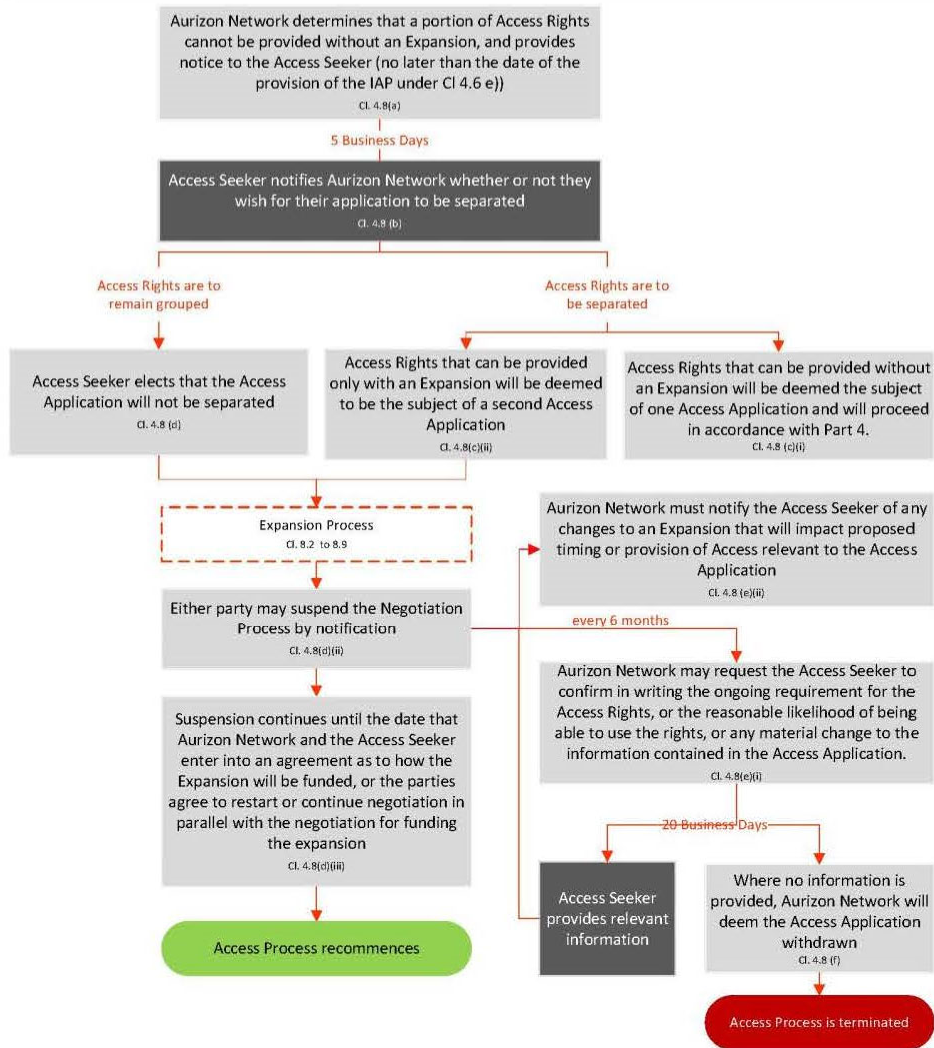 Aurizon Network determines that a portion of Access Rights
cannot be provided without an Expansion, and provides
notice to the Access Seeker (no later than the date of the
provision of the IAP under Cl 4.6 e))
Cl. 4.8(a)
5 Business Days
Access Seeker notifies Aurizon Network whether or not they
wish for their application to be separated
Cl. 4.8 (b)
Access Rights are to
remain grouped
Access Rights are to
be separated
Access Seeker elects that the Access
Application will not be separated
Cl. 4.8 (d)
Access Rights that can be provided
only with an Expansion will be deemed
to be the subject of a second Access
Application
Cl. 4.8(c)(ii)
Access Rights that can be provided without
an Expansion will be deemed the subject
of one Access Application and will proceed
in accordance with Part 4.
Cl. 4.8 (c)(i)
Expansion Process
Cl. 8.2 to 8.9
Aurizon Network must notify the Access Seeker of any
changes to an Expansion that will impact proposed
timing or provision of Access relevant to the Access
Application
Cl. 4.8 (e)(ii)
Either party may suspend the Negotiation
Process by notification
Cl. 4.8(d)(ii)
every 6 months
Aurizon Network may request the Access Seeker to
confirm in writing the ongoing requirement for the
Access Rights, or the reasonable likelihood of being
able to use the rights, or any material change to the
information contained in the Access Application.
Cl. 4.8(e)(i)
Suspension continues until the date that
Aurizon Network and the Access Seeker
enter into an agreement as to how the
Expansion will be funded, or the parties
agree to restart or continue negotiation in
parallel with the negotiation for funding
the expansion
Cl. 4.8(d)(iii)
20 Business Days
Access Seeker
provides relevant
information
Where no information is
provided, Aurizon Network will
deem the Access Application
withdrawn
Cl. 4.8 (f)
Access Process recommences
Access Process is terminated